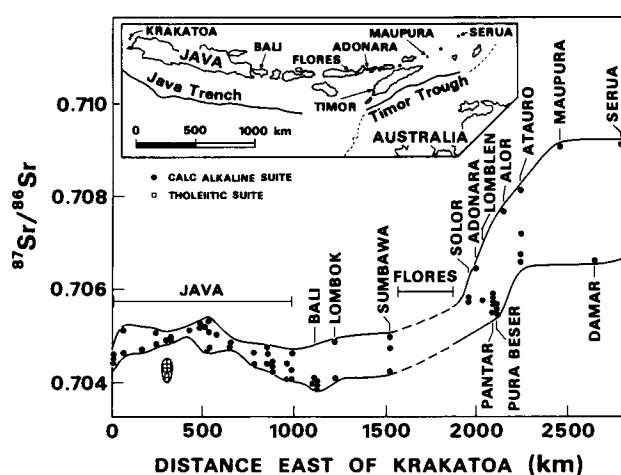 KRAKATOA
JAVA
BALI
FLORES
ADONARA
MAUPURA
SERUA
Java Trench
TIMOR
Timor Trough
AUSTRALIA
0 500 1000 km
CALC ALKALINE SUITE
THOLEIITIC SUITE
87Sr/86Sr
0.710
0.708
0.706
0.704
JAVA
BALI
LOMBOK
SUMBAWA
FLORES
SOLOR
ADONARA
LOMBLEN
ALOR
ATAURO
MAUPURA
SERUA
PANTAR
PURA BESER
DAMAR
0 500 1000 1500 2000 2500
DISTANCE EAST OF KRAKATOA (km)